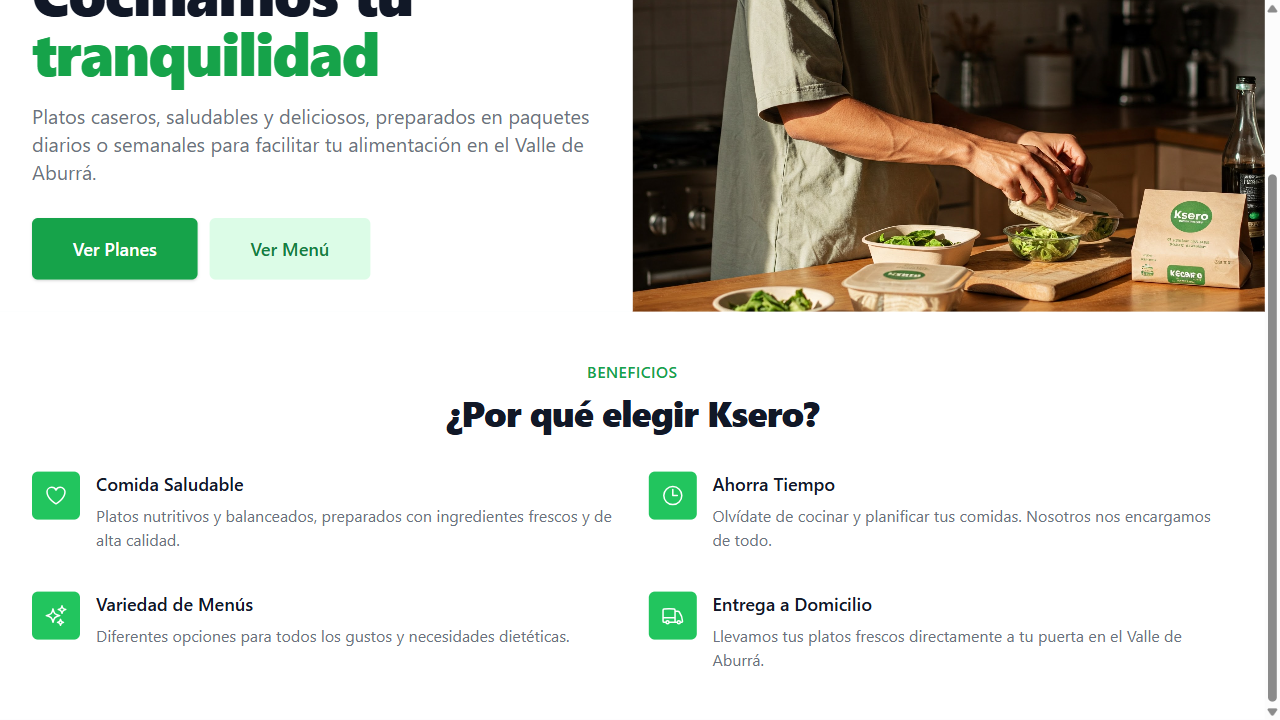 Cocinamos tu
tranquilidad
Platos caseros, saludables y deliciosos, preparados en paquetes
diarios o semanales para facilitar tu alimentación en el Valle de
Aburrá.
Ver Planes
Ver Menú
Ksero
BENEFICIOS
¿Por qué elegir Ksero?
Comida Saludable
Platos nutritivos y balanceados, preparados con ingredientes frescos y de
alta calidad.
Ahorra Tiempo
Olvídate de cocinar y planificar tus comidas. Nosotros nos encargamos
de todo.
Variedad de Menús
Diferentes opciones para todos los gustos y necesidades dietéticas.
Entrega a Domicilio
Llevamos tus platos frescos directamente a tu puerta en el Valle de
Aburrá.